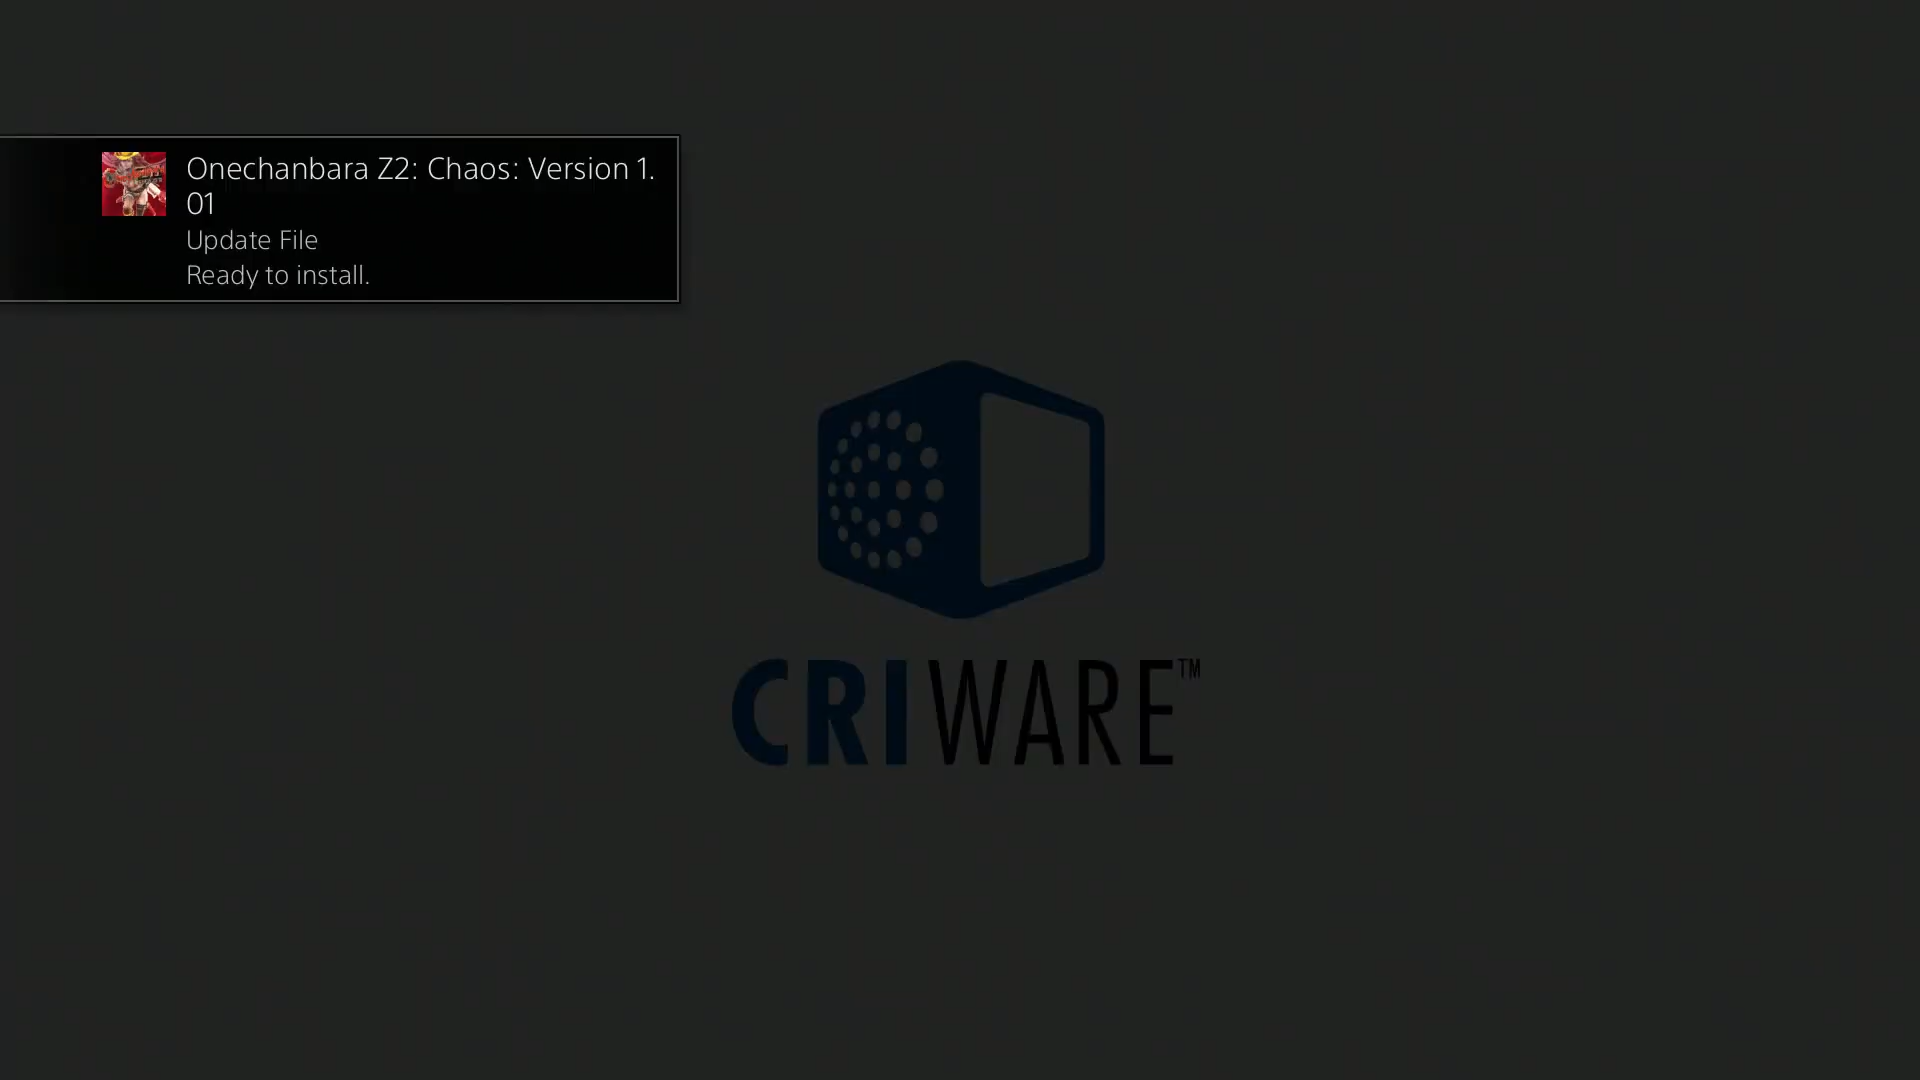 Onechanbara Z2: Chaos: Version 1.
01
Update File
Ready to install.
CRIWARE™